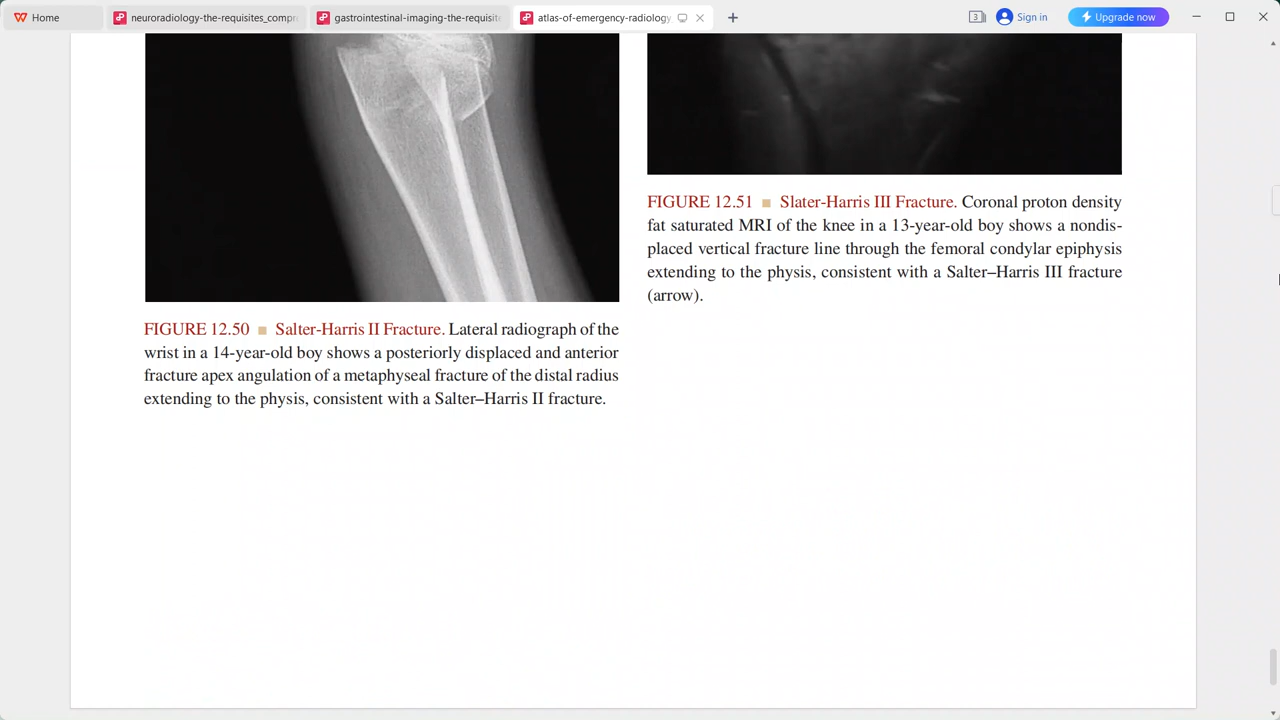 Home
neuroradiology-the-requisites_compre
gastrointestinal-imaging-the-requisite
atlas-of-emergency-radiology
3
Sign in
Upgrade now
FIGURE 12.50 ■ Salter-Harris II Fracture. Lateral radiograph of the
wrist in a 14-year-old boy shows a posteriorly displaced and anterior
fracture apex angulation of a metaphyseal fracture of the distal radius
extending to the physis, consistent with a Salter–Harris II fracture.
FIGURE 12.51 ■ Slater-Harris III Fracture. Coronal proton density
fat saturated MRI of the knee in a 13-year-old boy shows a nondis-
placed vertical fracture line through the femoral condylar epiphysis
extending to the physis, consistent with a Salter–Harris III fracture
(arrow).